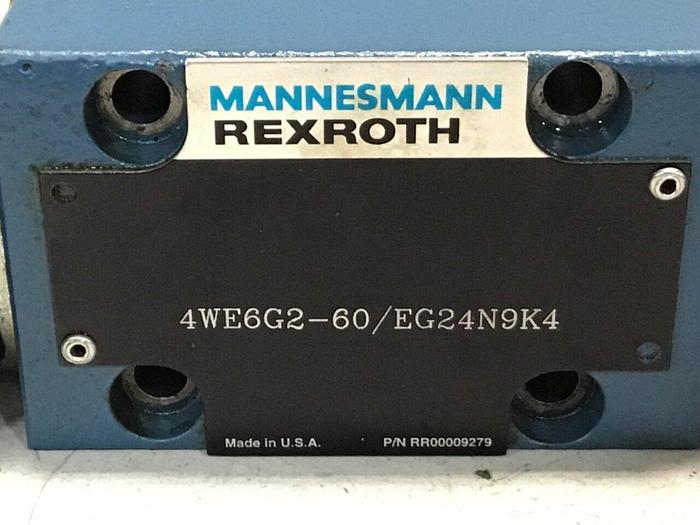 MANNESMANN
REXROTH
4WE6G2-60/EG24N9K4
Made in U.S.A. P/N RR00009279